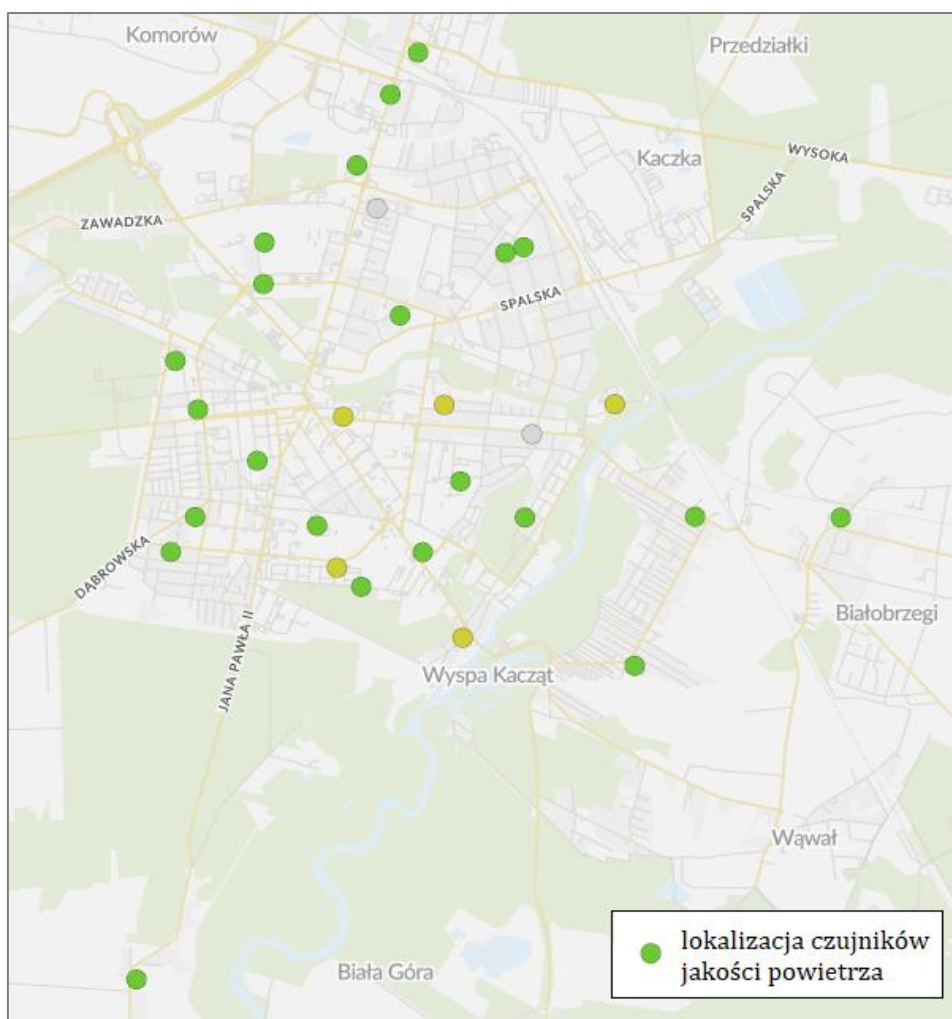 Komorów
Przedziałki
WYSOKA
Kaczka
SPALSKA
ZAWADZKA
SPALSKA
DĄBROWSKA
JANA PAWŁA II
Białobrzegi
Wyspa Kacząt
Wąwał
Biała Góra
lokalizacja czujników
jakości powietrza